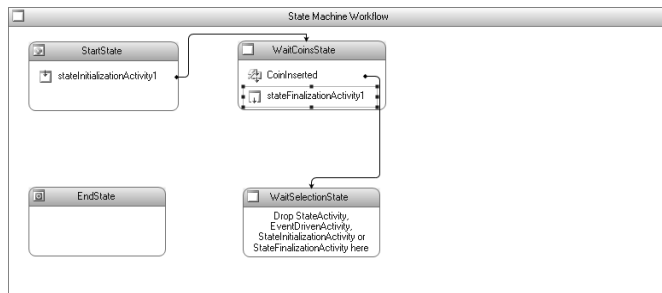 State Machine Workflow
StartState
stateInitializationActivity1
WaitCoinsState
CoinInserted
stateFinalizationActivity1
EndState
WaitSelectionState
Drop StateActivity,
EventDrivenActivity,
StateInitializationActivity or
StateFinalizationActivity here